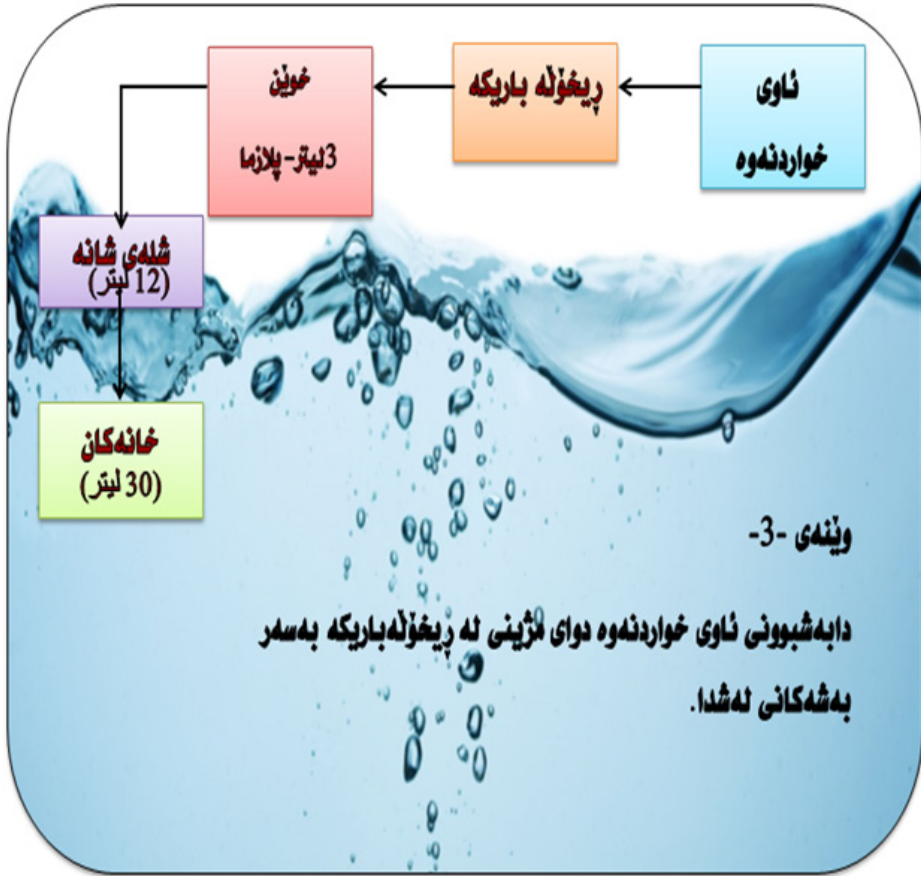 ئاوی
خواردنەوە
ڕیخۆڵە باریکە
خوێن
3لیتر- پلازما
شلەی شانە
(12 لیتر)
خانەکان
(30 لیتر)
وێنەی -3-
دابەشبوونی ئاوی خواردنەوە دوای مژینی لە ڕیخۆڵەباریکە بەسەر
بەشەکانی لەشدا.